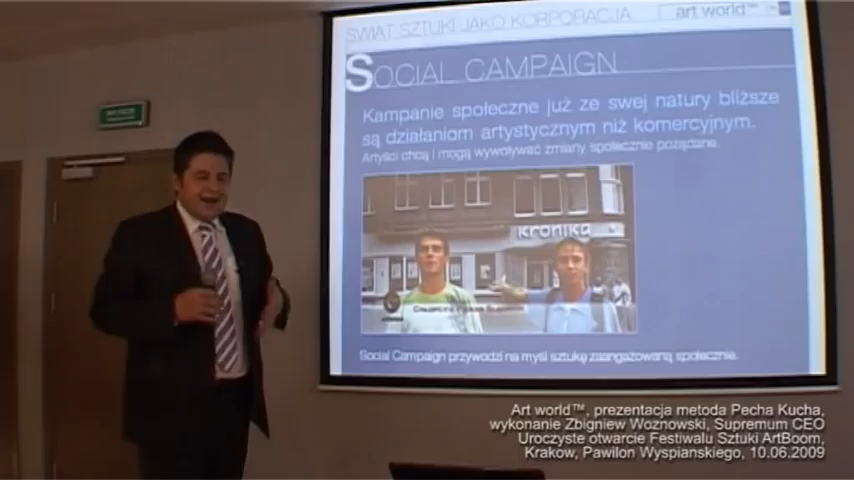 ŚWIAT SZTUKI JAKO KORPORACJA
art world™
SOCIAL CAMPAIGN
Kampanie społeczne już ze swej natury bliższe
są działaniom artystycznym niż komercyjnym.
Artyści chcą i mogą wywoływać zmiany społecznie pożądane.
kronika
Social Campaign przywodzi na myśl sztukę zaangażowaną społecznie.
Art world™, prezentacja metoda Pecha Kucha,
wykonanie Zbigniew Woznowski, Supremum CEO
Uroczyste otwarcie Festiwalu Sztuki ArtBoom,
Krakow, Pawilon Wyspianskiego, 10.06.2009